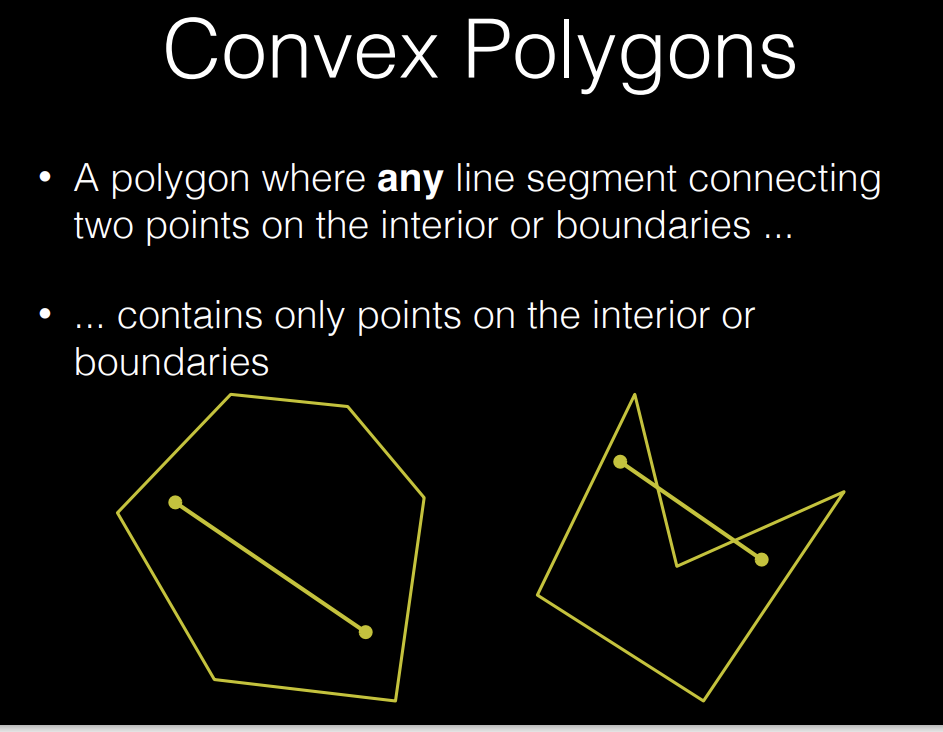 Convex Polygons
• A polygon where any line segment connecting
two points on the interior or boundaries ...
• ... contains only points on the interior or
boundaries